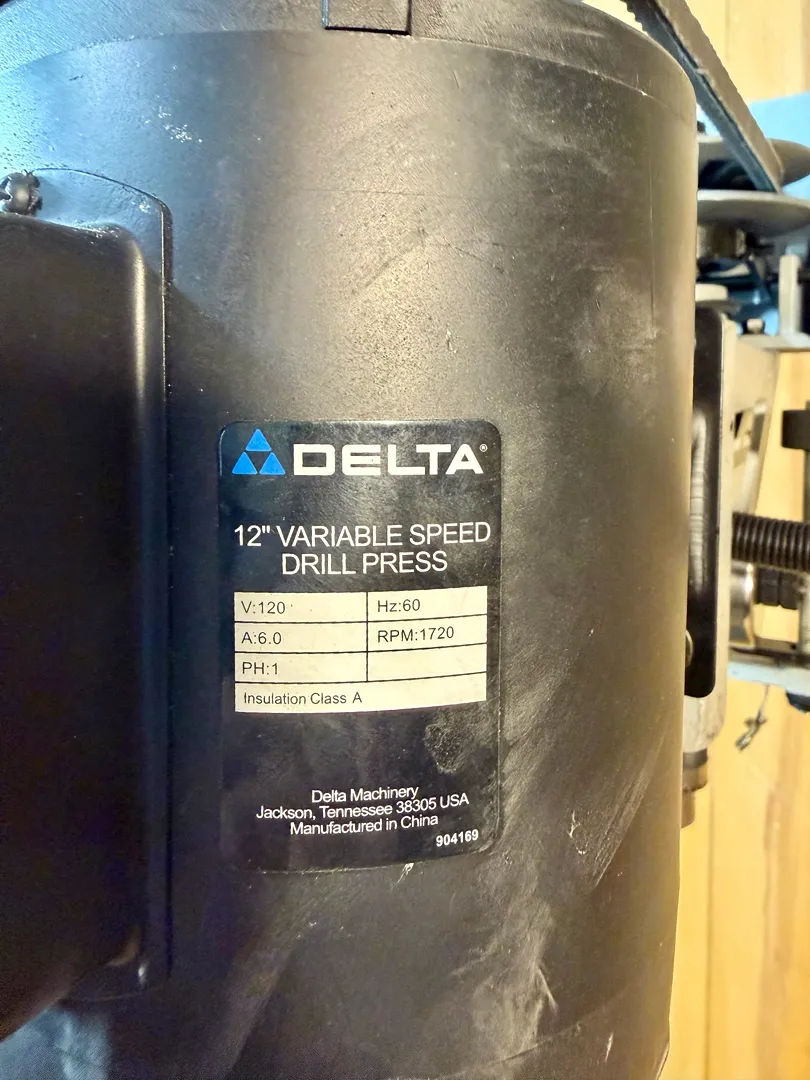 DELTA®
12" VARIABLE SPEED
DRILL PRESS
V:120 Hz:60
A:6.0 RPM:1720
PH:1
Insulation Class A
Delta Machinery
Jackson, Tennessee 38305 USA
Manufactured in China
904169